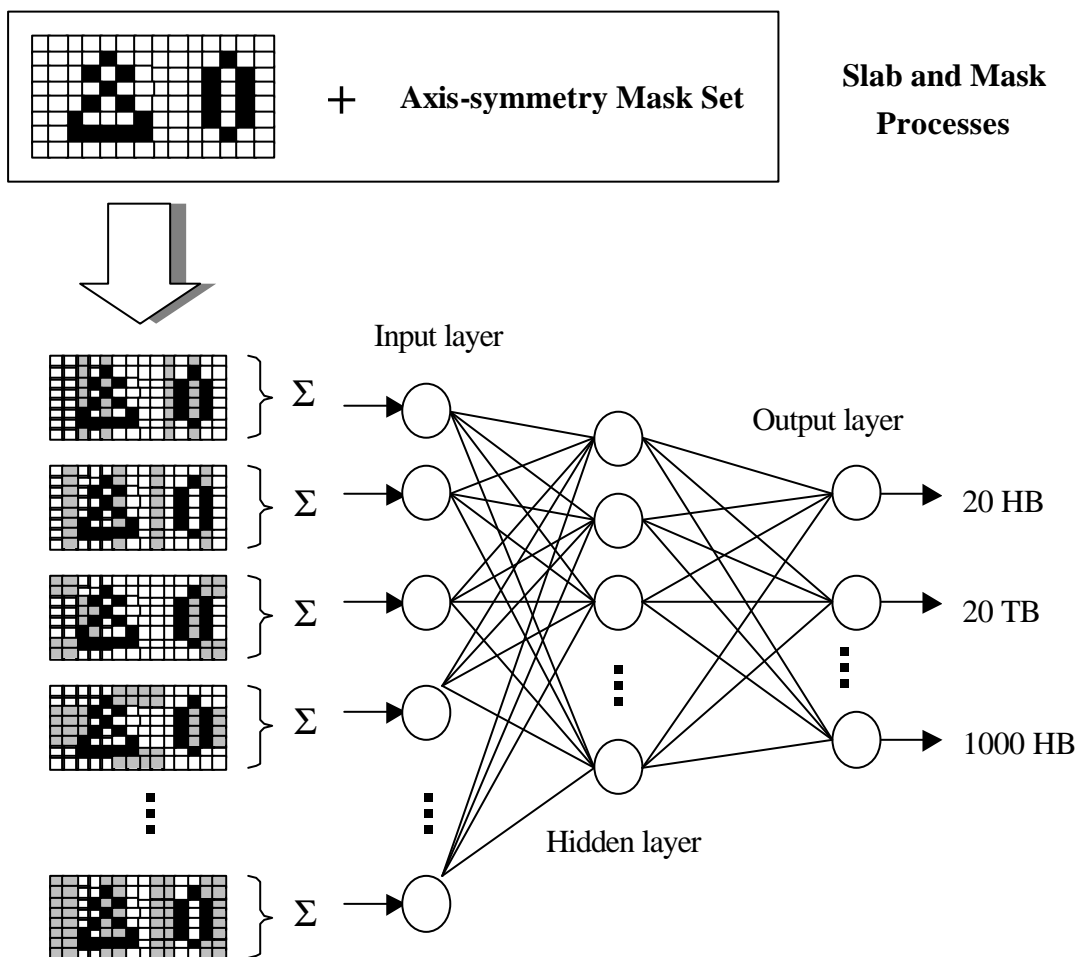 + Axis-symmetry Mask Set
Slab and Mask
Processes
Input layer
Output layer
Σ
Σ
Σ
Σ
Σ
20 HB
20 TB
1000 HB
Hidden layer